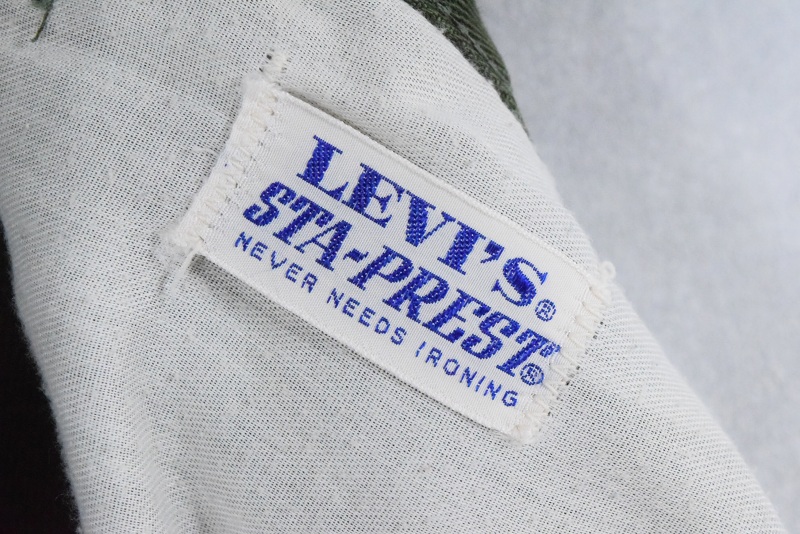 LEVI'S®
STA-PREST®
NEVER NEEDS IRONING